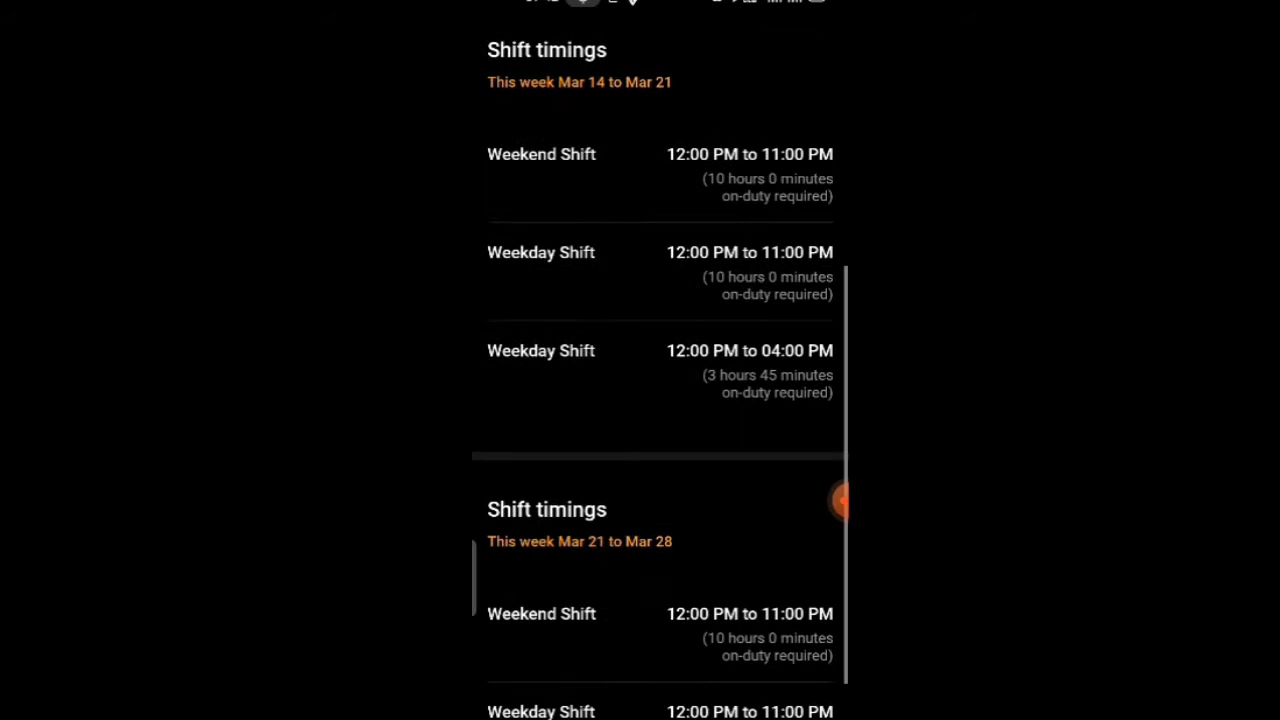 Shift timings
This week Mar 14 to Mar 21
Weekend Shift 12:00 PM to 11:00 PM
(10 hours 0 minutes
on-duty required)
Weekday Shift 12:00 PM to 11:00 PM
(10 hours 0 minutes
on-duty required)
Weekday Shift 12:00 PM to 04:00 PM
(3 hours 45 minutes
on-duty required)
Shift timings
This week Mar 21 to Mar 28
Weekend Shift 12:00 PM to 11:00 PM
(10 hours 0 minutes
on-duty required)
Weekday Shift 12:00 PM to 11:00 PM